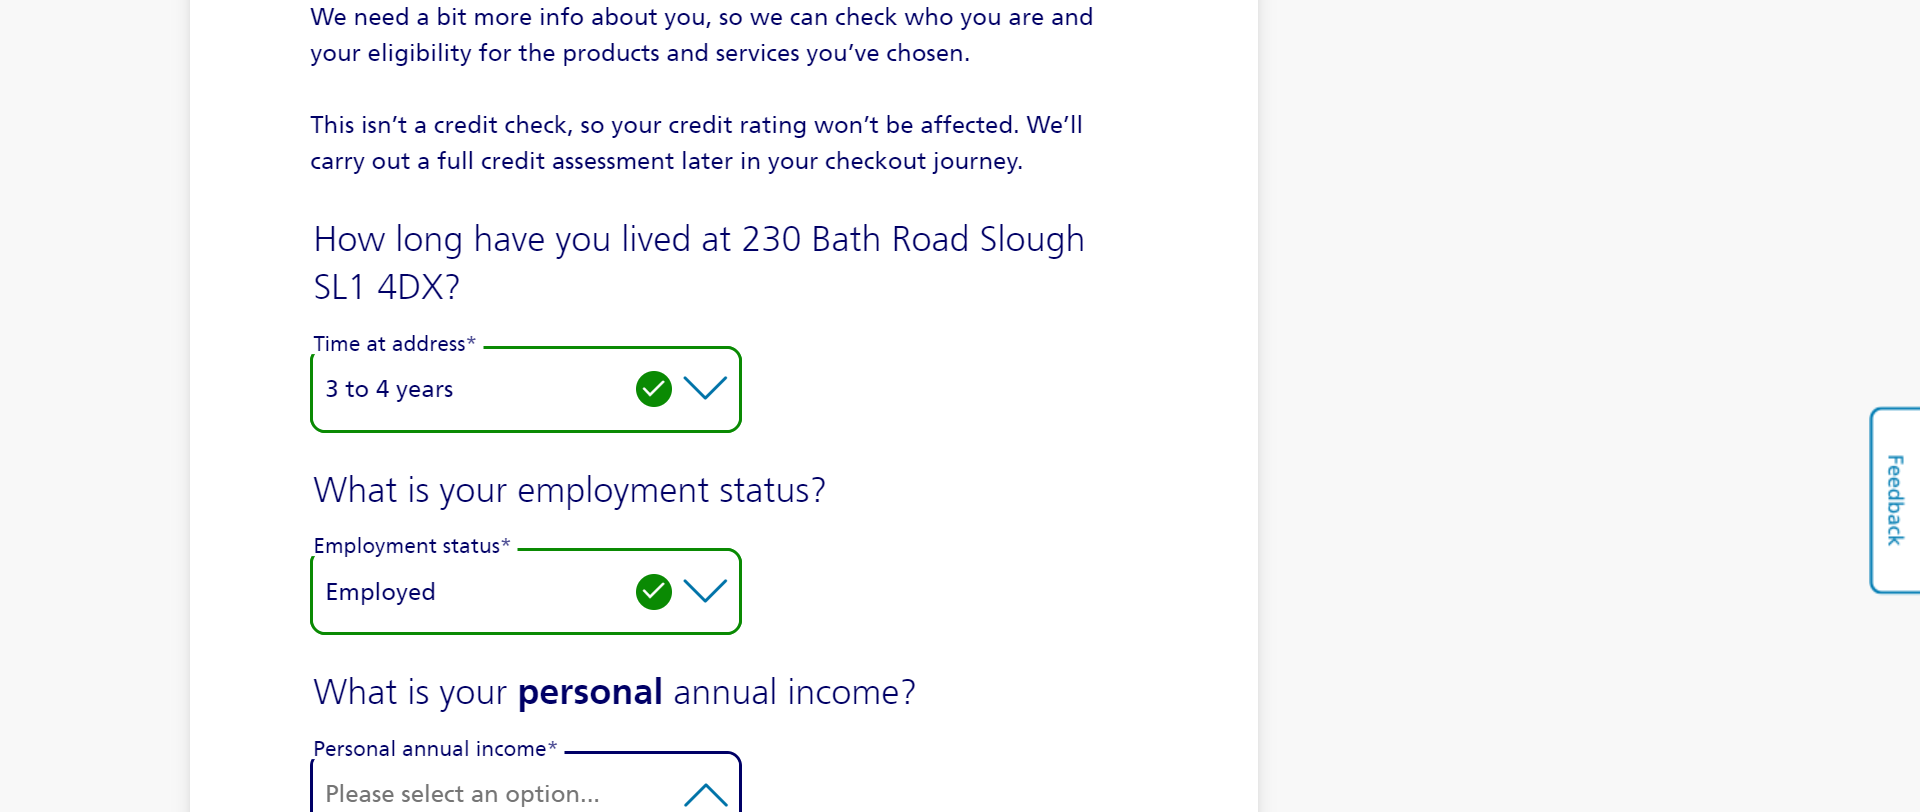 We need a bit more info about you, so we can check who you are and
your eligibility for the products and services you’ve chosen.
This isn’t a credit check, so your credit rating won’t be affected. We’ll
carry out a full credit assessment later in your checkout journey.
How long have you lived at 230 Bath Road Slough
SL1 4DX?
Time at address*
3 to 4 years
What is your employment status?
Employment status*
Employed
What is your personal annual income?
Personal annual income*
Please select an option...
Feedback